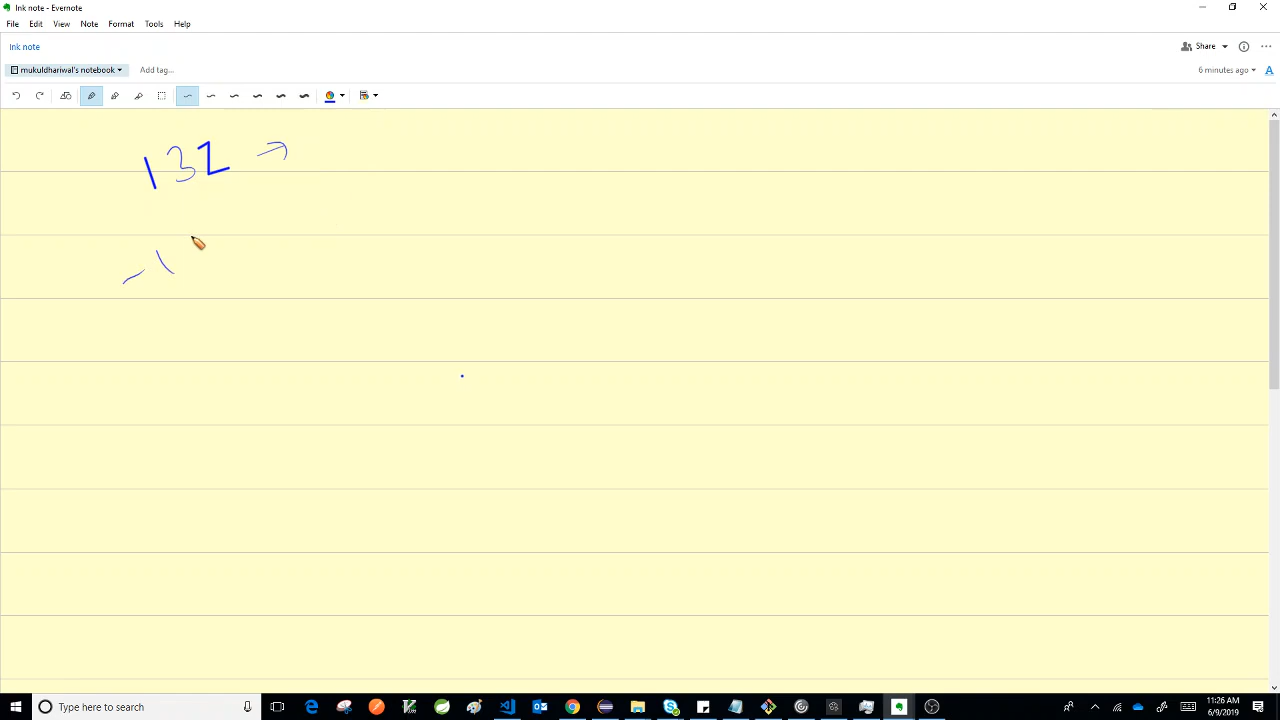 Ink note - Evernote
File Edit View Note Format Tools Help
Ink note
Share
mukuldhariwal's notebook Add tag...
6 minutes ago A
132 →
-1
Type here to search
11:26 AM
6/9/2019